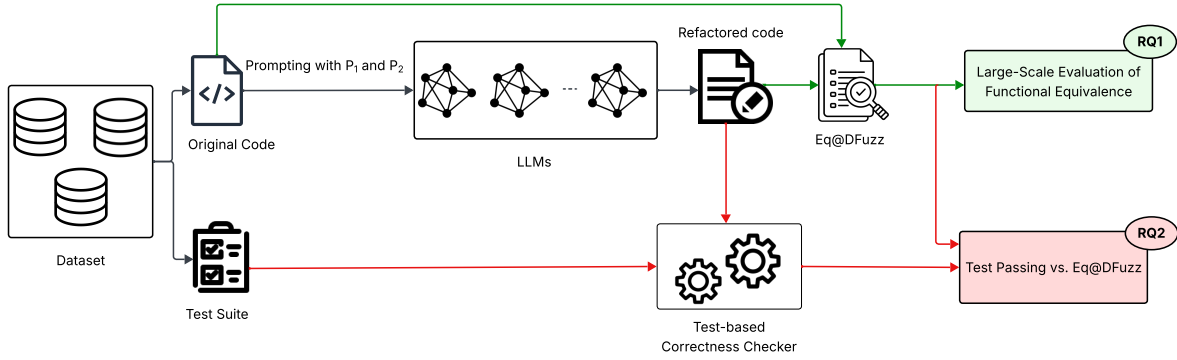 Dataset
Original Code
Test Suite
Prompting with P₁ and P₂
LLMs
Refactored code
Eq@DFuzz
Test-based
Correctness Checker
RQ1
Large-Scale Evaluation of
Functional Equivalence
RQ2
Test Passing vs. Eq@DFuzz